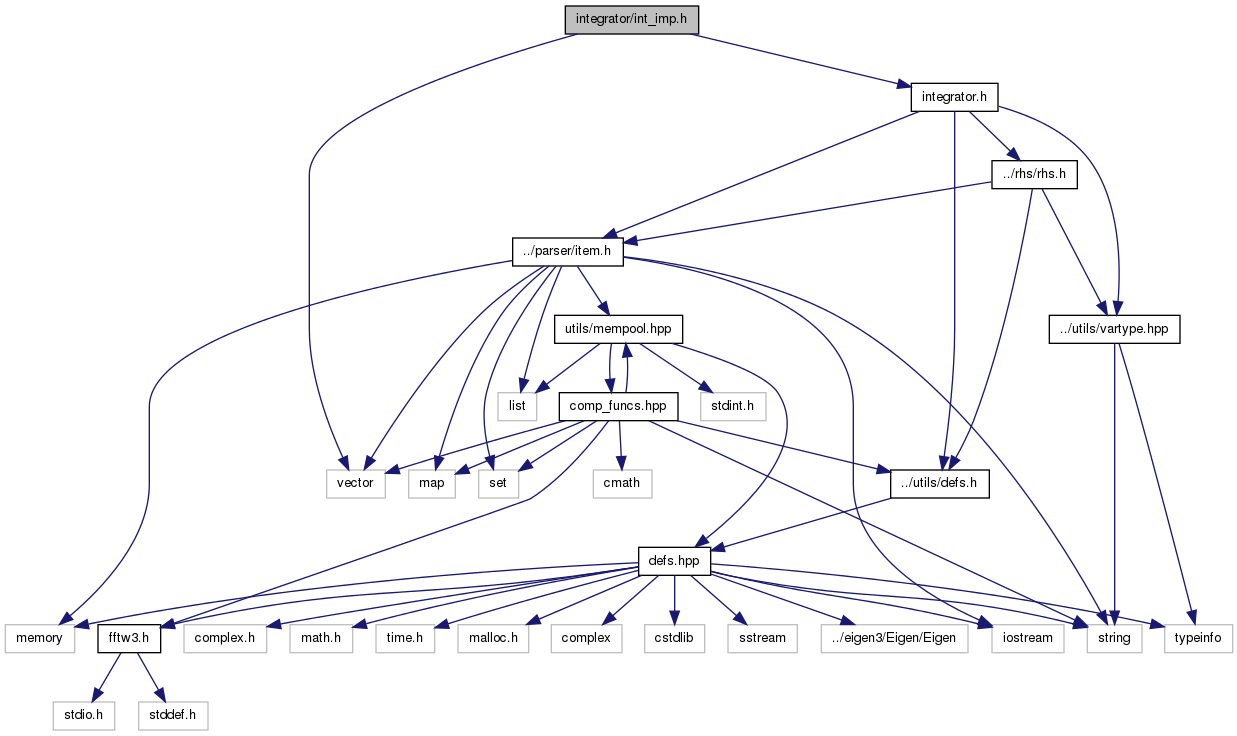 integrator/int_imp.h
integrator.h
../rhs/rhs.h
../parser/item.h
utils/mempool.hpp
../utils/vartype.hpp
list
comp_funcs.hpp
stdint.h
vector
map
set
cmath
../utils/defs.h
defs.hpp
memory
fftw3.h
complex.h
math.h
time.h
malloc.h
complex
cstdlib
sstream
../eigen3/Eigen/Eigen
iostream
string
typeinfo
stdio.h
stddef.h